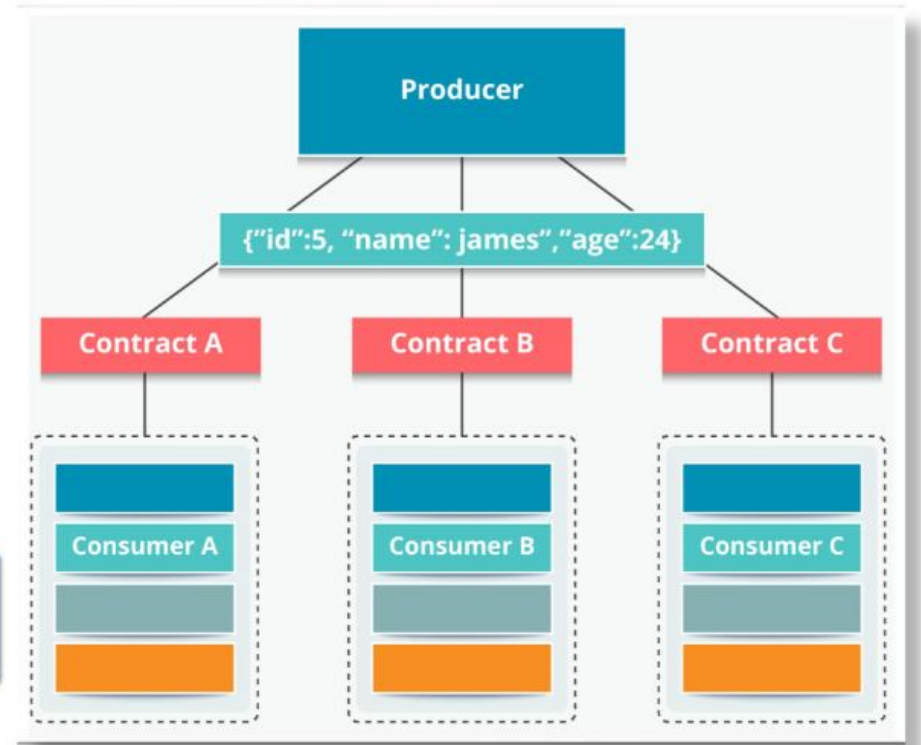 Producer
{”id”:5, “name”: james”,”age”:24}
Contract A
Contract B
Contract C
Consumer A
Consumer B
Consumer C